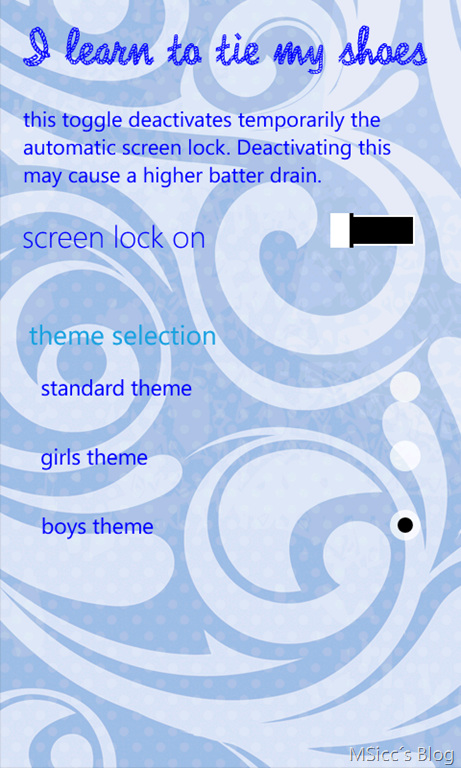 I learn to tie my shoes
this toggle deactivates temporarily the
automatic screen lock. Deactivating this
may cause a higher batter drain.
screen lock on
theme selection
standard theme
girls theme
boys theme
MSicc´s Blog